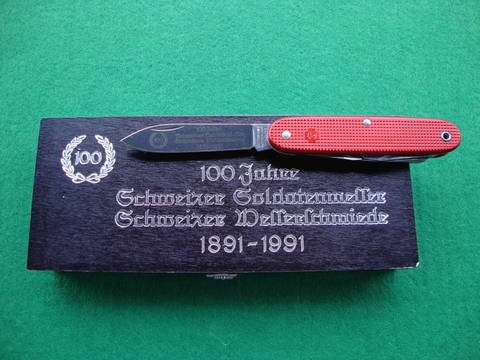 100
100 Jahre
Schweizer Soldatenmesser
Schweizer Messerschmiede
1891-1991